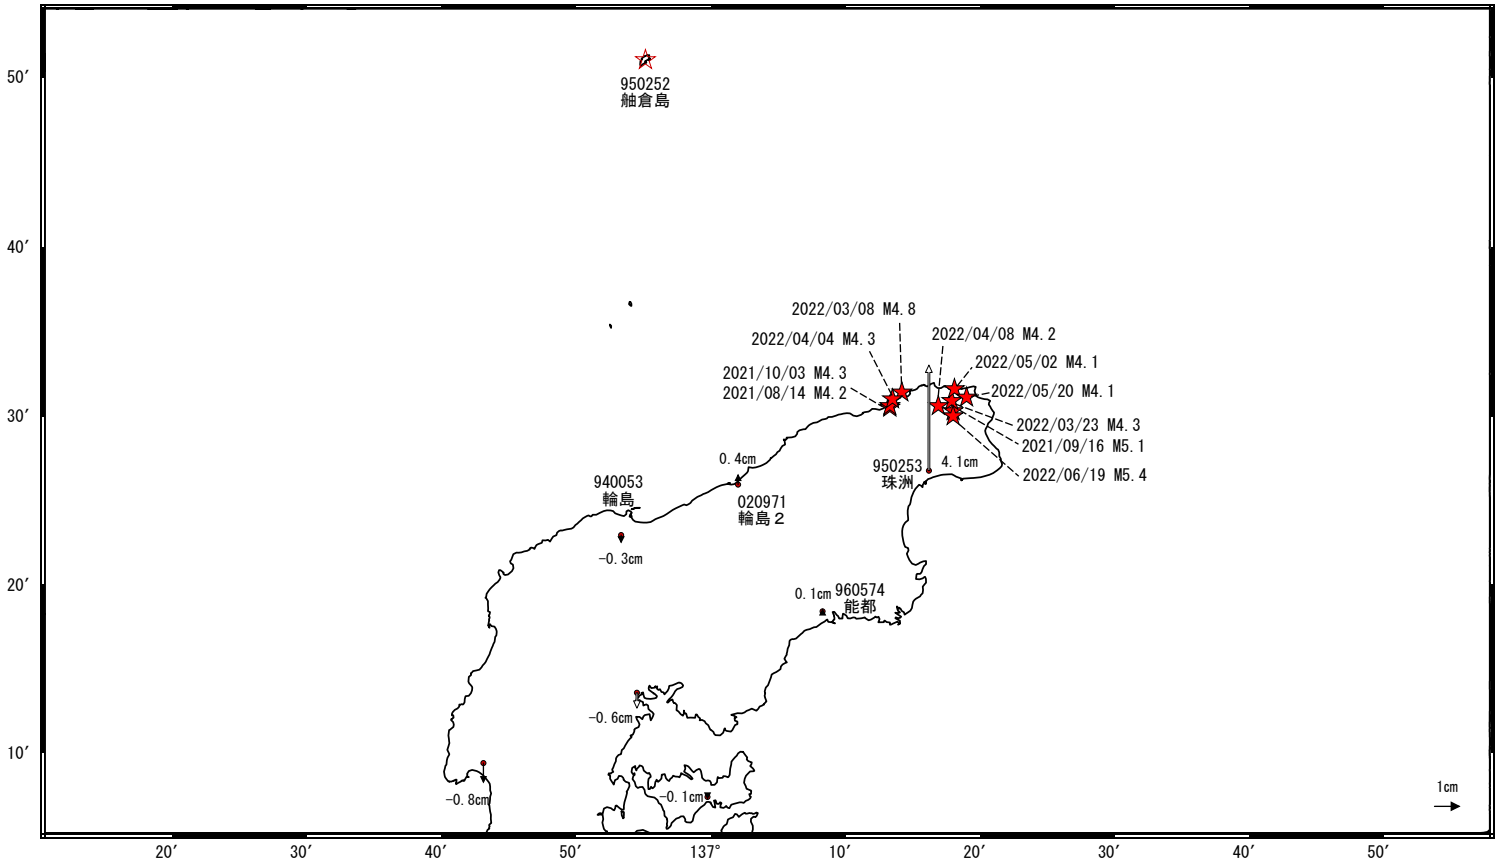 50′
950252
舳倉島
40′
2022/03/08 M4.8
2022/04/04 M4.3
2022/04/08 M4.2
2022/05/02 M4.1
2021/10/03 M4.3
2021/08/14 M4.2
2022/05/20 M4.1
30′
2022/03/23 M4.3
2021/09/16 M5.1
2022/06/19 M5.4
0.4cm
950253
珠洲
4.1cm
940053
輪島
020971
輪島２
-0.3cm
20′
0.1cm
960574
能都
-0.6cm
10′
-0.8cm
-0.1cm
1cm
20′
30′
40′
50′
137°
10′
20′
30′
40′
50′